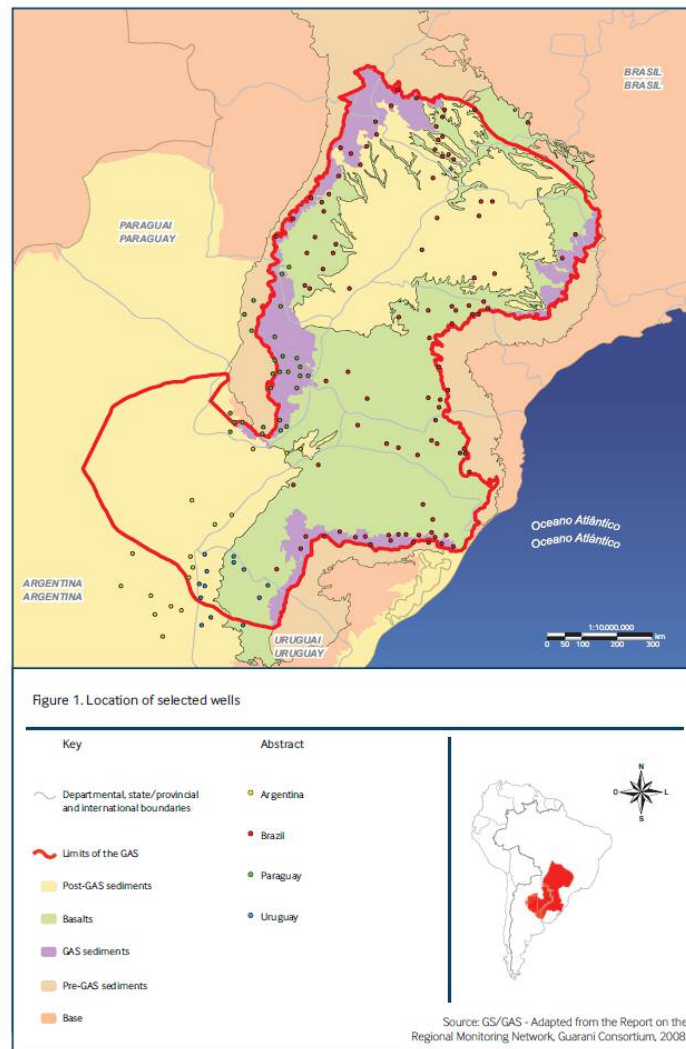 BRASIL
BRASIL
PARAGUAI
PARAGUAY
Oceano Atlântico
Oceano Atlântico
ARGENTINA
ARGENTINA
URUGUAI
URUGUAY
1:10.000.000
0 50 100 200 300 km
Figure 1. Location of selected wells
Key
Abstract
Departmental, state/provincial
and international boundaries
Limits of the GAS
Post-GAS sediments
Basalts
GAS sediments
Pre-GAS sediments
Base
Argentina
Brazil
Paraguay
Uruguay
N
O L
S
Source: GS/GAS - Adapted from the Report on the
Regional Monitoring Network, Guarani Consortium, 2008.